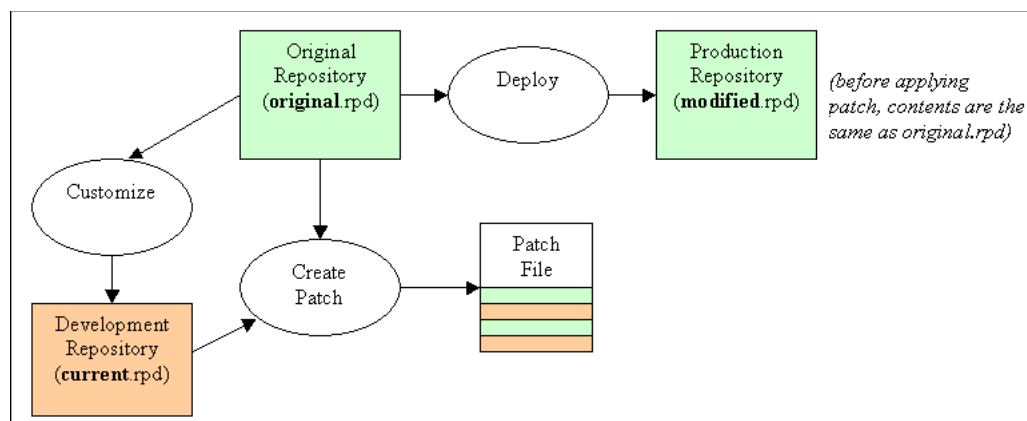 Original
Repository
(original.rpd)
Deploy
Production
Repository
(modified.rpd)
(before applying
patch, contents are the
same as original.rpd)
Customize
Create
Patch
Patch
File
Development
Repository
(current.rpd)